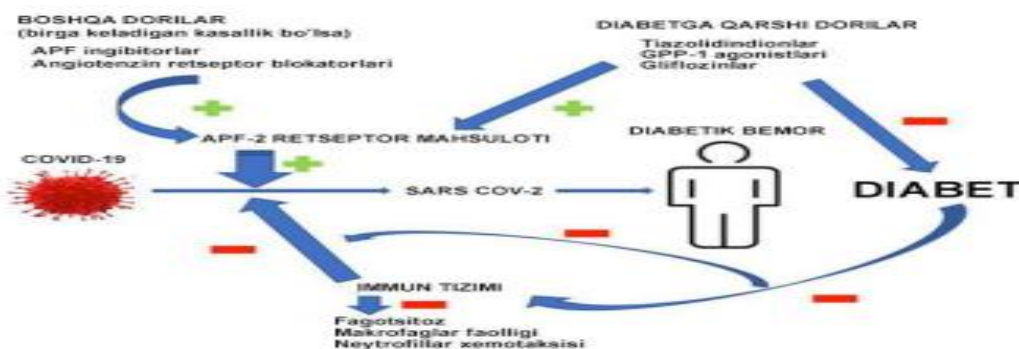 BOSHQA DORILAR
(birga keladigan kasallik bo'lsa)
APF ingibitorlar
Angiotenzin retseptor blokatorlari
DIABETGA QARSHI DORILAR
Tiazolidindionlar
GPP-1 agonistlari
Gliflozinlar
APF-2 RETSEPTOR MAHSULOTI
DIABETIK BEMOR
COVID-19
SARS COV-2
DIABET
IMMUN TIZIMI
Fagotsitoz
Makrofaglar faolligi
Neytrofillar xemotaksisi